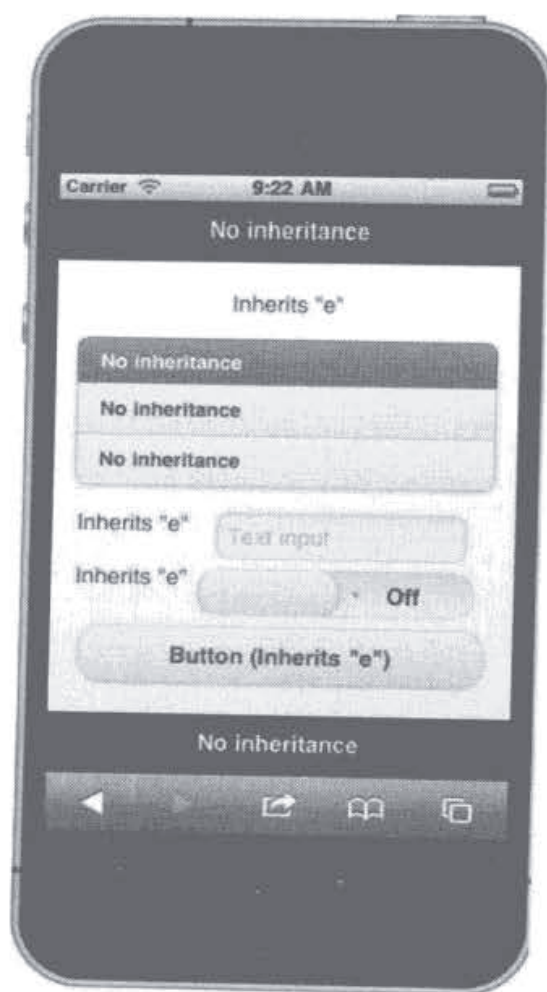 Carrier 9:22 AM
No inheritance
Inherits "e"
No inheritance
No inheritance
No inheritance
Inherits "e" Text input
Inherits "e" Off
Button (Inherits "e")
No inheritance